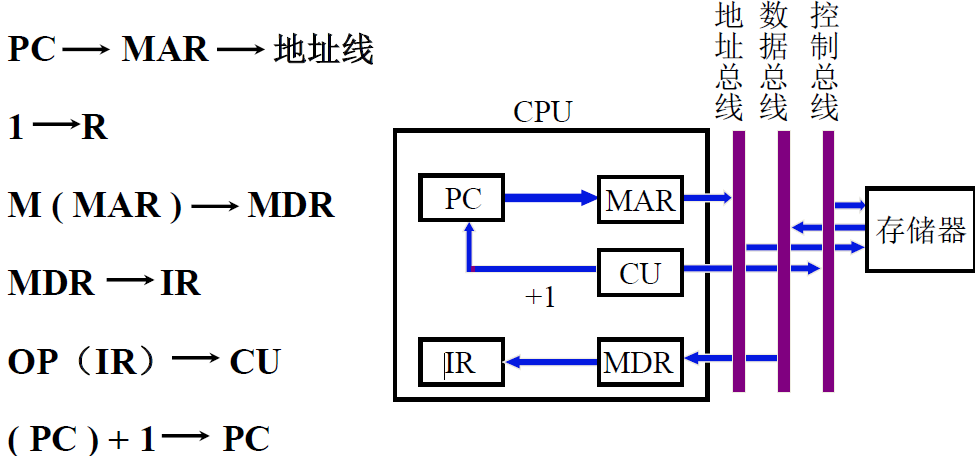 PC → MAR → 地址线
1 → R
M ( MAR ) → MDR
MDR → IR
OP（IR）→ CU
( PC ) + 1 → PC
地址总线
数据总线
控制总线
CPU
PC
MAR
存储器
CU
+1
IR
MDR